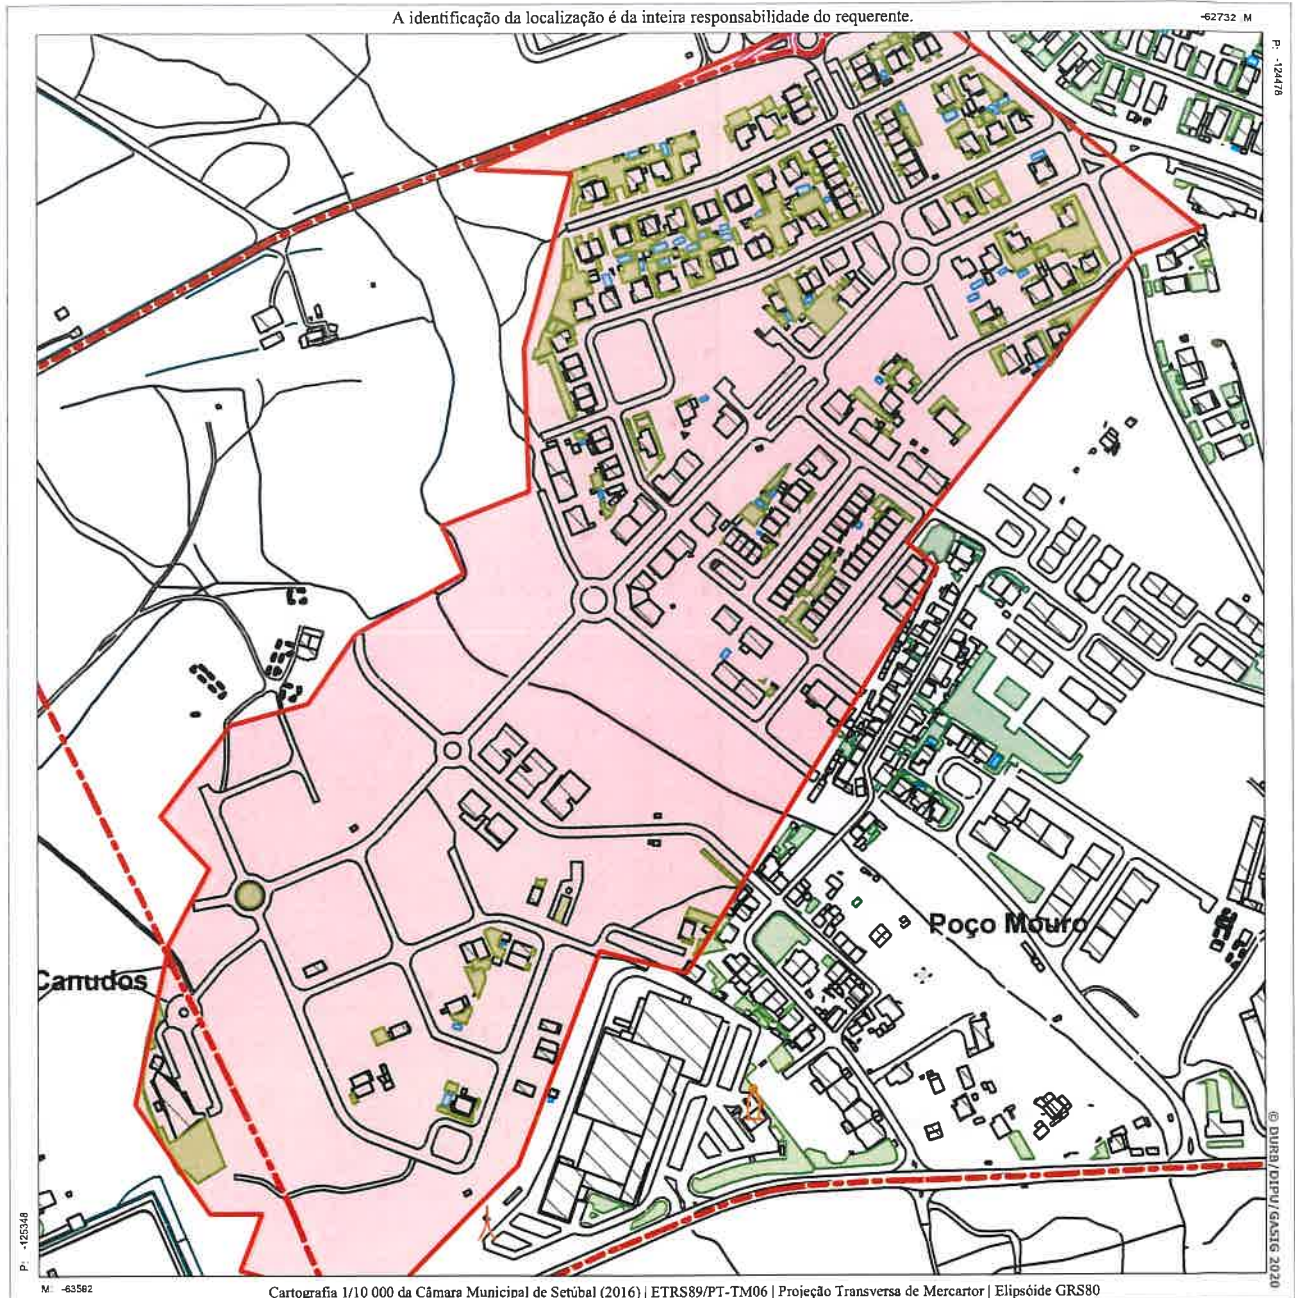 A identificação da localização é da inteira responsabilidade do requerente.
-62732 M
P: -124478
Poço Mouro
Canudos
© DURB/DIPU/GASIG 2020
P: -125348
M: -63582
Cartografia 1/10 000 da Câmara Municipal de Setúbal (2016) | ETRS89/PT-TM06 | Projeção Transversa de Mercartor | Elipsóide GRS80